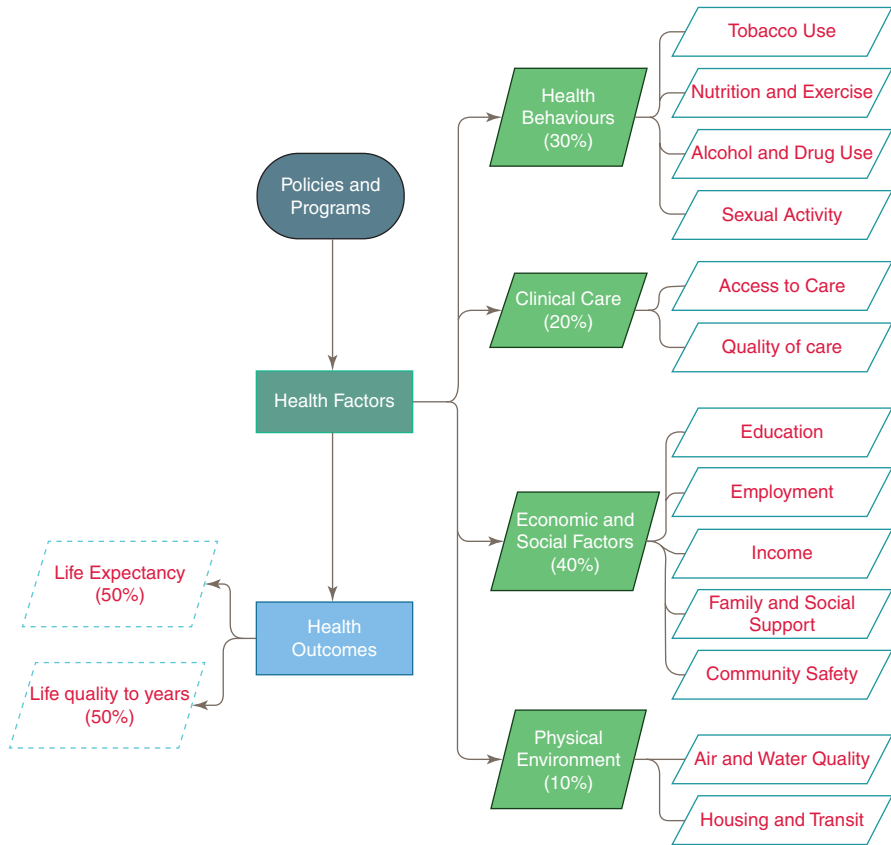 Policies and
Programs
Health Factors
Health
Outcomes
Life Expectancy
(50%)
Life quality to years
(50%)
Health
Behaviours
(30%)
Tobacco Use
Nutrition and Exercise
Alcohol and Drug Use
Sexual Activity
Clinical Care
(20%)
Access to Care
Quality of care
Economic and
Social Factors
(40%)
Education
Employment
Income
Family and Social
Support
Community Safety
Physical
Environment
(10%)
Air and Water Quality
Housing and Transit